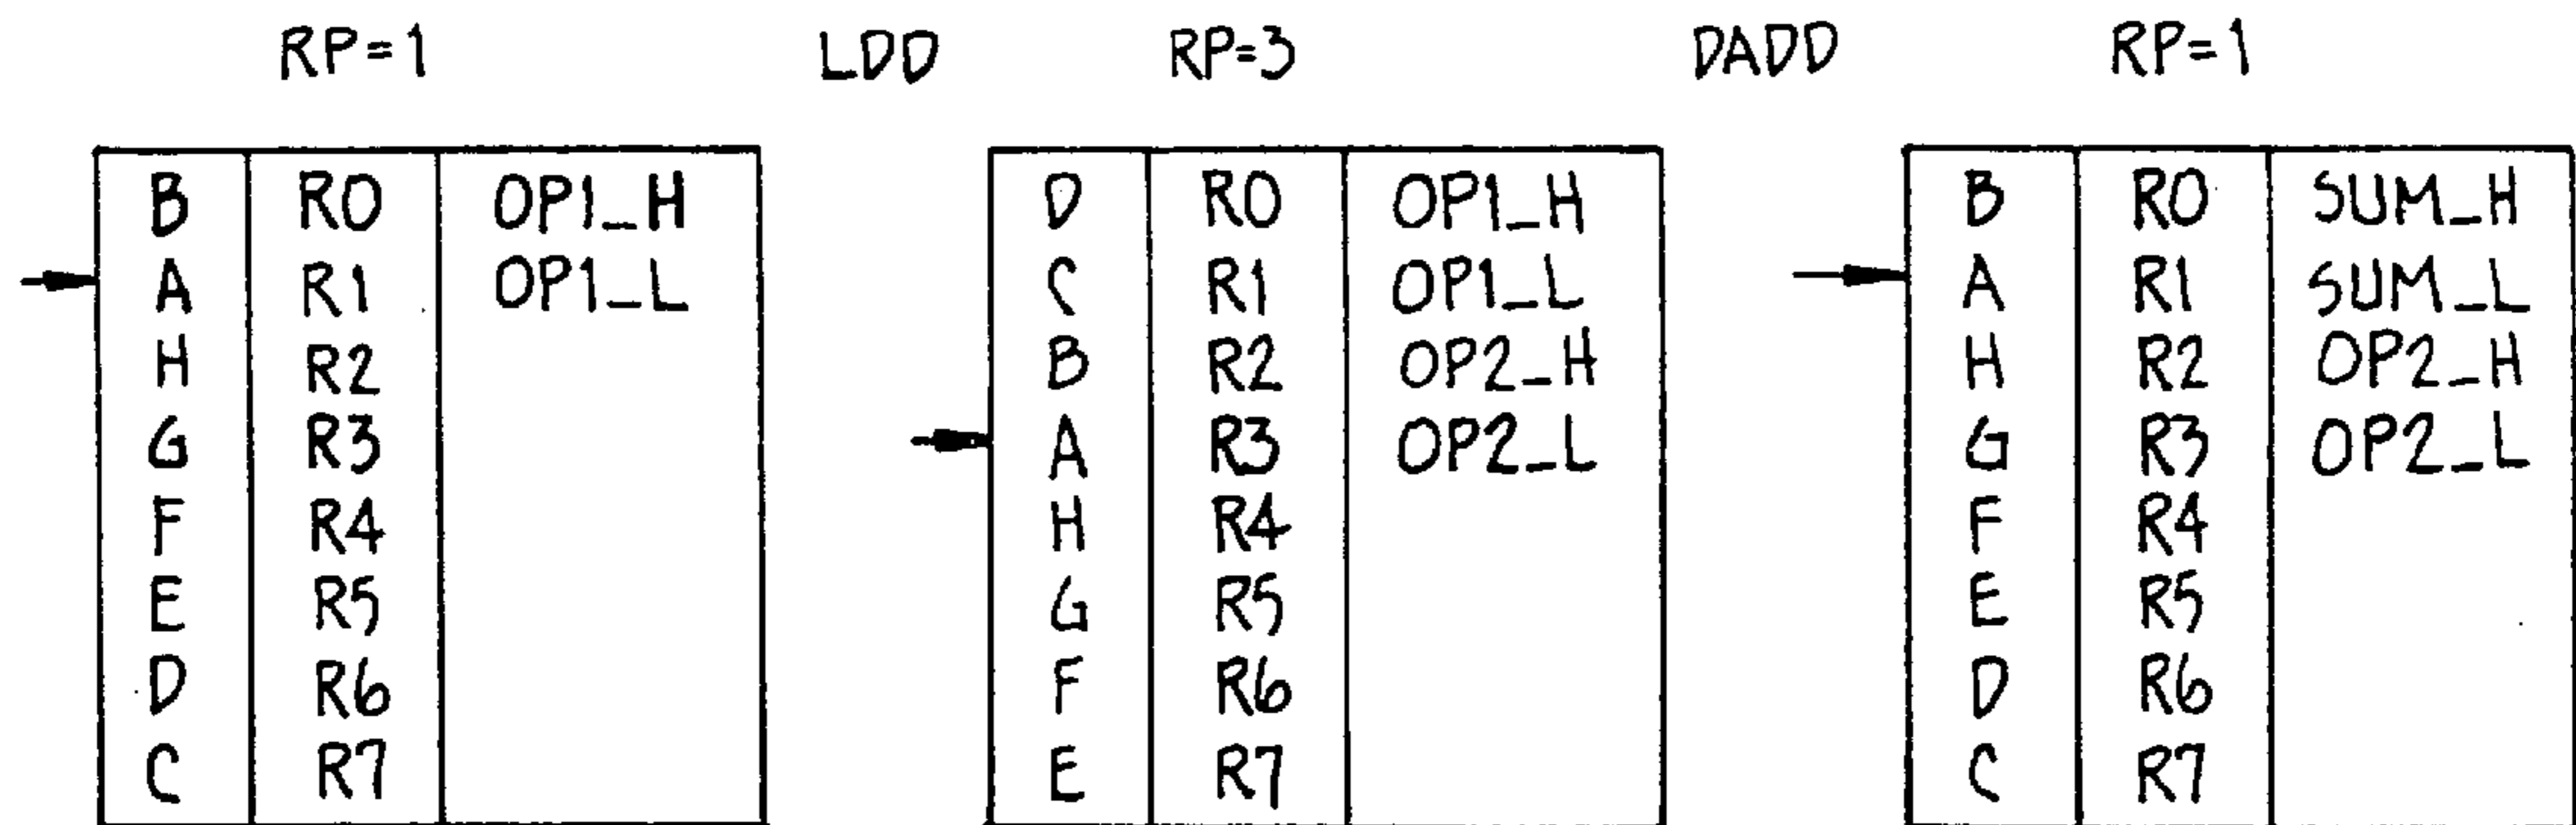 RP=1 LDD RP=3 DADD RP=1
B R0 OP1_H D R0 OP1_H B R0 SUM_H
A R1 OP1_L C R1 OP1_L A R1 SUM_L
H R2 B R2 OP2_H H R2 OP2_H
G R3 A R3 OP2_L G R3 OP2_L
F R4 H R4 F R4
E R5 G R5 E R5
D R6 F R6 D R6
C R7 E R7 C R7